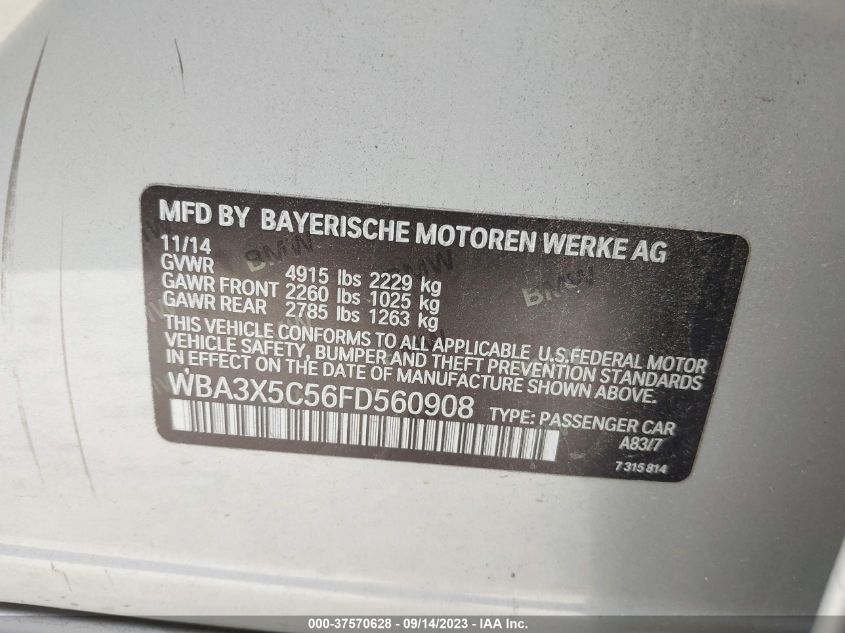 MFD BY BAYERISCHE MOTOREN WERKE AG
11/14
GVWR 4915 lbs 2229 kg
GAWR FRONT 2260 lbs 1025 kg
GAWR REAR 2785 lbs 1263 kg
THIS VEHICLE CONFORMS TO ALL APPLICABLE U.S.FEDERAL MOTOR
VEHICLE SAFETY, BUMPER AND THEFT PREVENTION STANDARDS
IN EFFECT ON THE DATE OF MANUFACTURE SHOWN ABOVE.
WBA3X5C56FD560908 TYPE: PASSENGER CAR
A83/7
7 315 814
BMW BMW BMW
000-37570628 - 09/14/2023 - © IAA Inc.